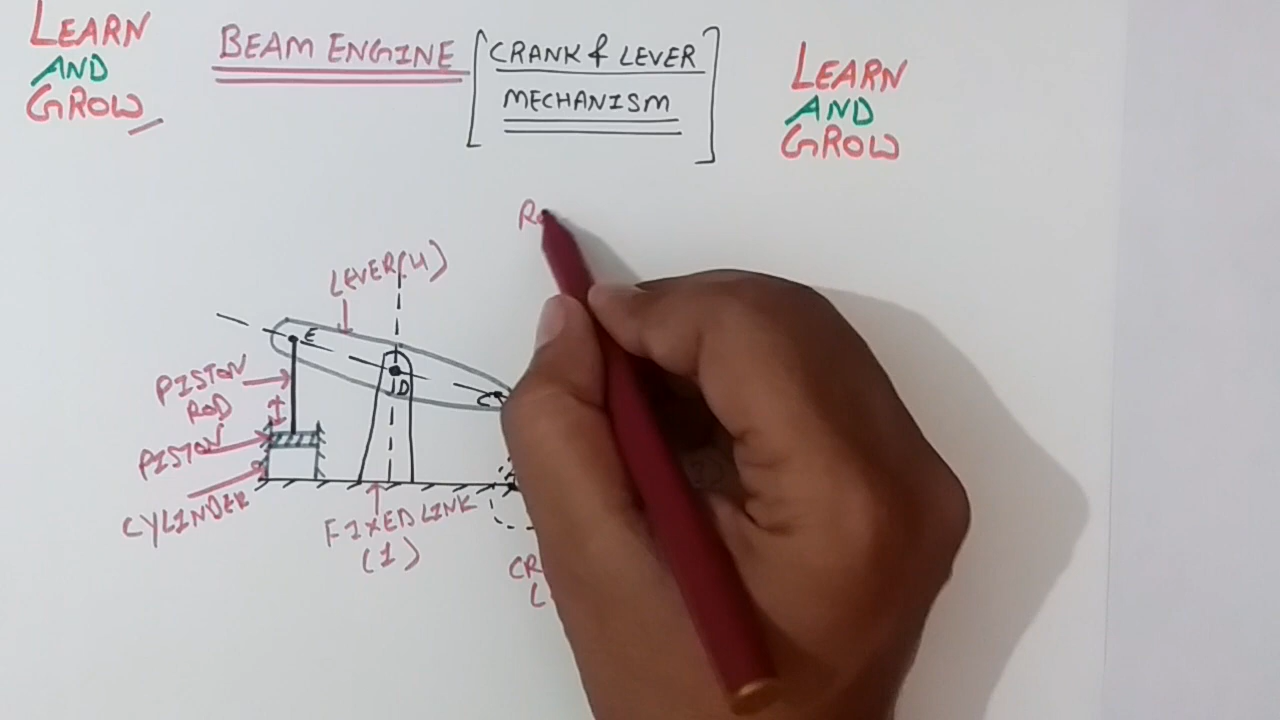 LEARN
AND
GROW
BEAM ENGINE
CRANK & LEVER
MECHANISM
LEARN
AND
GROW
LEVER (4)
E
D
C
PISTON
ROD
PISTON
CYLINDER
FIXED LINK
(1)
CR